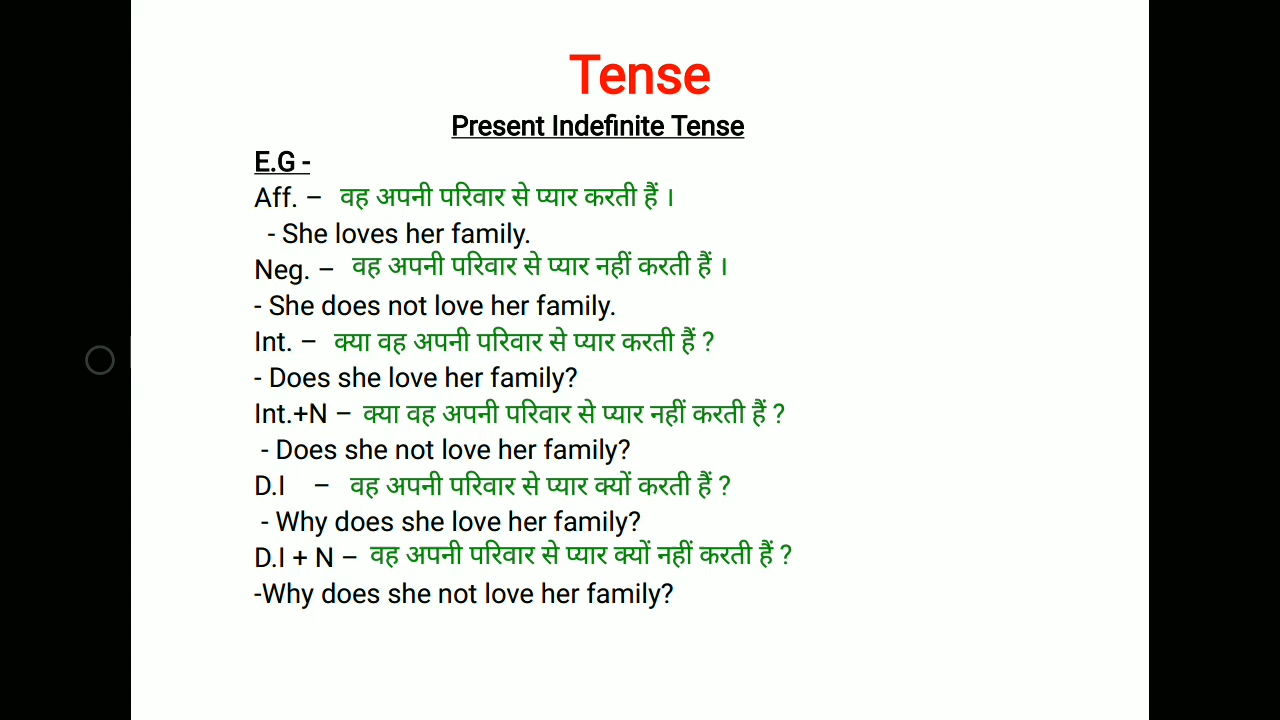 Tense
Present Indefinite Tense
E.G -
Aff. – वह अपनी परिवार से प्यार करती हैं ।
- She loves her family.
Neg. – वह अपनी परिवार से प्यार नहीं करती हैं ।
- She does not love her family.
Int. – क्या वह अपनी परिवार से प्यार करती हैं ?
- Does she love her family?
Int.+N – क्या वह अपनी परिवार से प्यार नहीं करती हैं ?
- Does she not love her family?
D.I – वह अपनी परिवार से प्यार क्यों करती हैं ?
- Why does she love her family?
D.I + N – वह अपनी परिवार से प्यार क्यों नहीं करती हैं ?
-Why does she not love her family?